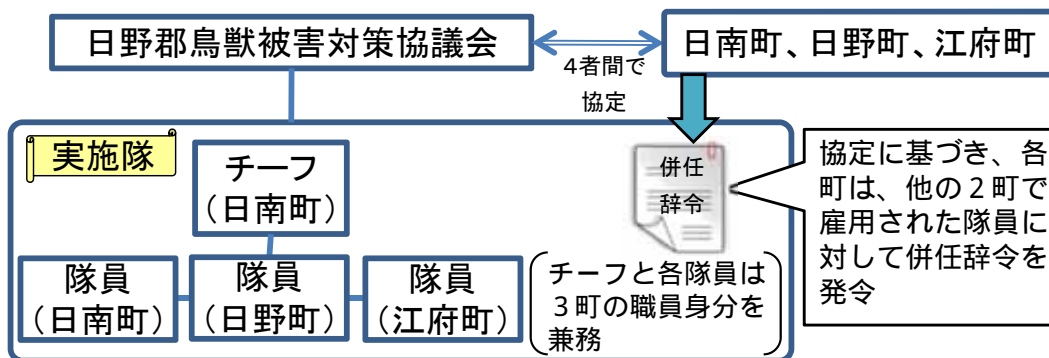 日野郡鳥獣被害対策協議会
4者間で
協定
日南町、日野町、江府町
実施隊
チーフ
（日南町）
隊員
（日南町）
隊員
（日野町）
隊員
（江府町）
併任
辞令
チーフと各隊員は
３町の職員身分を
兼務
協定に基づき、各
町は、他の２町で
雇用された隊員に
対して併任辞令を
発令